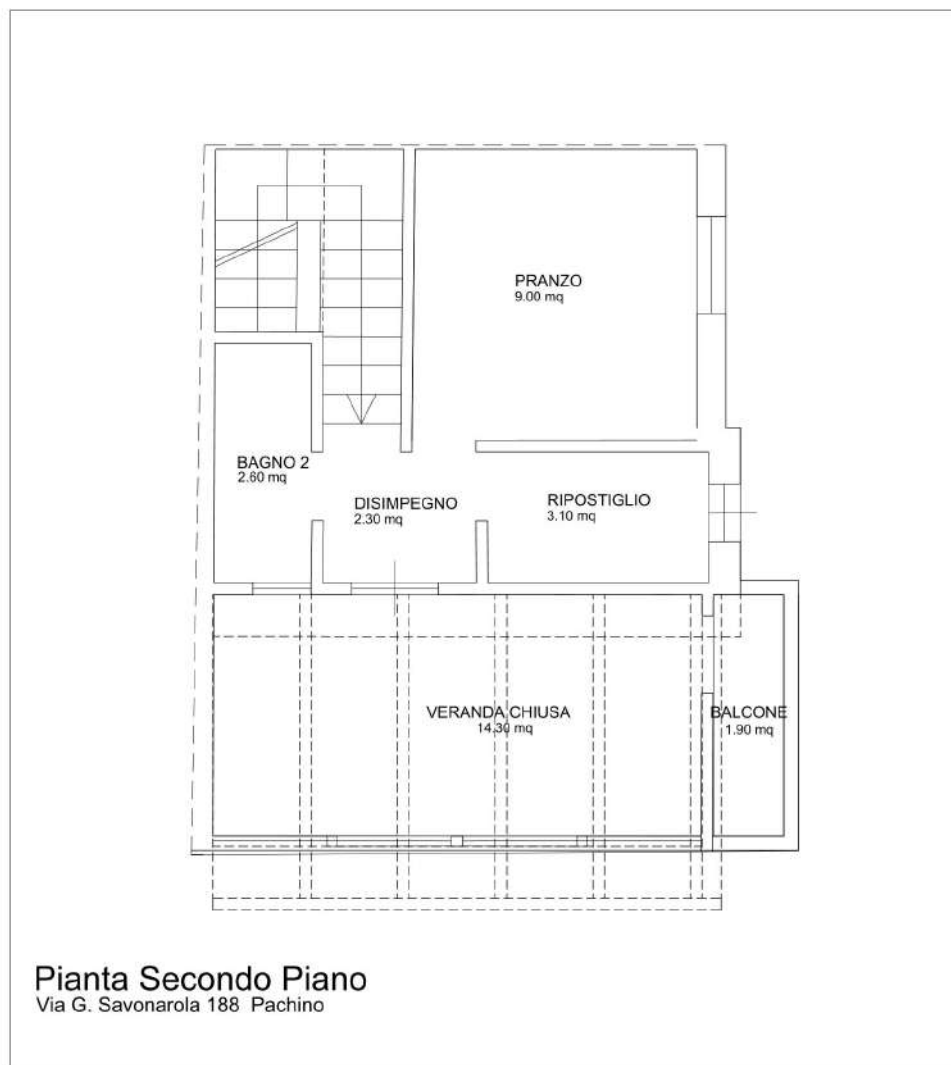 PRANZO
9.00 mq
BAGNO 2
2.60 mq
DISIMPEGNO
2.30 mq
RIPOSTIGLIO
3.10 mq
VERANDA CHIUSA
14.30 mq
BALCONE
1.90 mq
Pianta Secondo Piano
Via G. Savonarola 188 Pachino